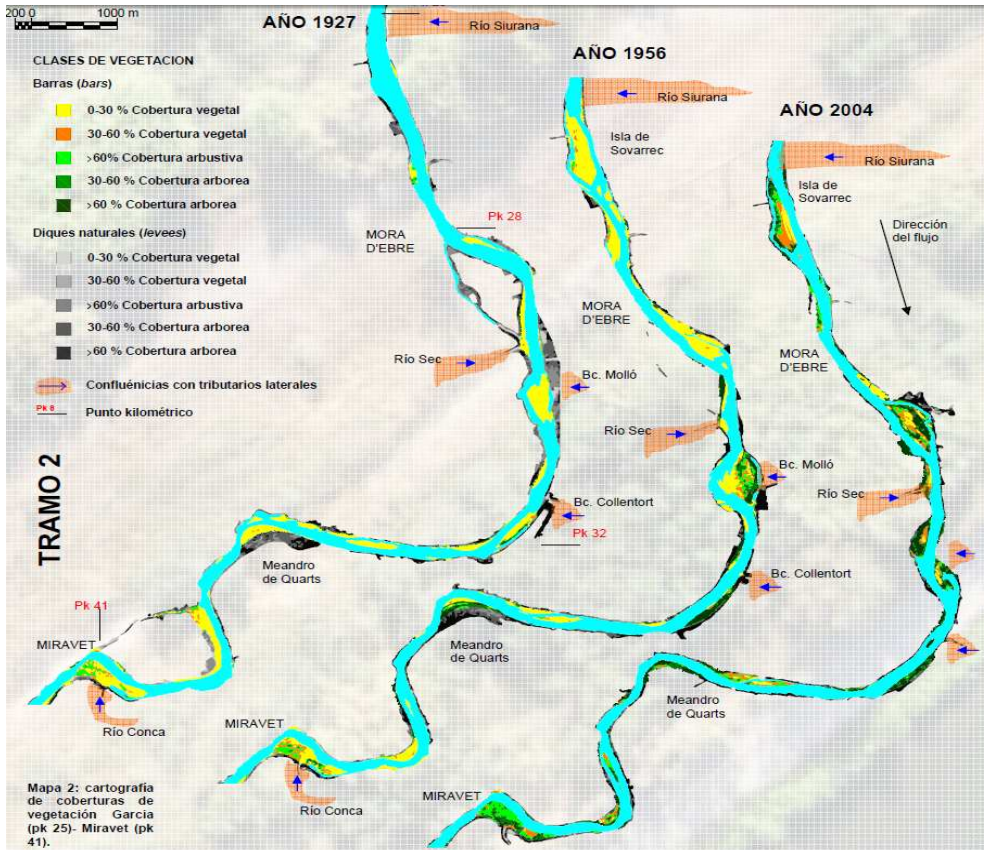 200 0 1000 m
AÑO 1927
Río Siurana
AÑO 1956
Río Siurana
AÑO 2004
Río Siurana
CLASES DE VEGETACION
Barras (bars)
0-30 % Cobertura vegetal
30-60 % Cobertura vegetal
>60% Cobertura arbustiva
30-60 % Cobertura arborea
>60 % Cobertura arborea
Diques naturales (levees)
0-30 % Cobertura vegetal
30-60 % Cobertura vegetal
>60% Cobertura arbustiva
30-60 % Cobertura arborea
>60 % Cobertura arborea
Confluénicias con tributarios laterales
Pk 8
Punto kilométrico
TRAMO 2
Isla de
Sovarrec
Isla de
Sovarrec
Dirección
del flujo
Pk 28
MORA
D'EBRE
MORA
D'EBRE
MORA
D'EBRE
Río Sec
Bc. Molló
Río Sec
Bc. Molló
Río Sec
Bc. Collentort
Pk 32
Bc. Collentort
Meandro
de Quarts
Meandro
de Quarts
Meandro
de Quarts
Pk 41
MIRAVET
Río Conca
MIRAVET
Río Conca
MIRAVET
Mapa 2: cartografía
de coberturas de
vegetación Garcia
(pk 25)- Miravet (pk
41).